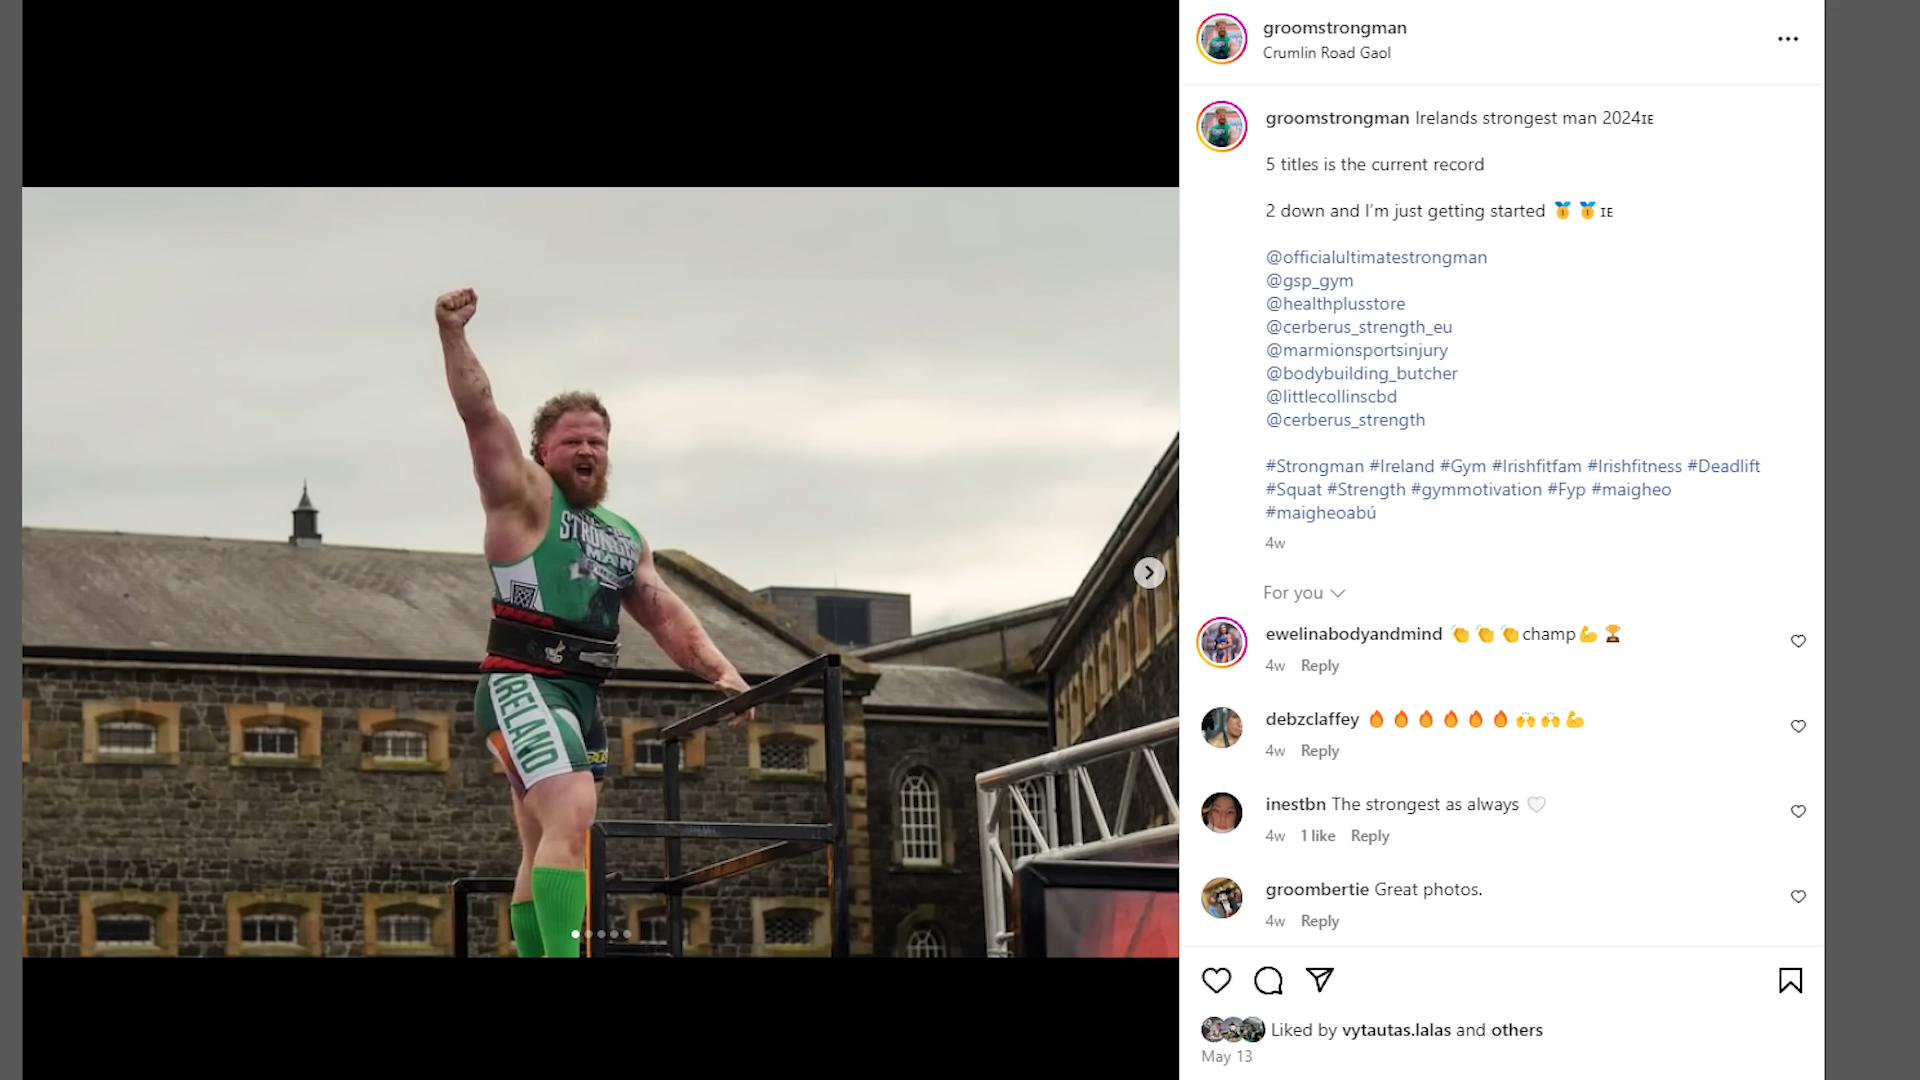 groomstrongman
Crumlin Road Gaol
groomstrongman Irelands strongest man 2024🇮🇪
5 titles is the current record
2 down and I'm just getting started 🥇🥇🇮🇪
@officialultimatestrongman
@gsp_gym
@healthplusstore
@cerberus_strength_eu
@marmionsportsinjury
@bodybuilding_butcher
@littlecollinscbd
@cerberus_strength
#Strongman #Ireland #Gym #Irishfitfam #Irishfitness #Deadlift
#Squat #Strength #gymmotivation #Fyp #maigheo
#maigheoabú
4w
For you
ewelinabodyandmind 👏👏👏champ💪🏆
4w Reply
debzclaffey 🔥🔥🔥🔥🔥🔥🙌🙌💪
4w Reply
inestbn The strongest as always 🤍
4w 1 like Reply
groombertie Great photos.
4w Reply
Liked by vytautas.lalas and others
May 13
STRONGEST
MAN
IRELAND